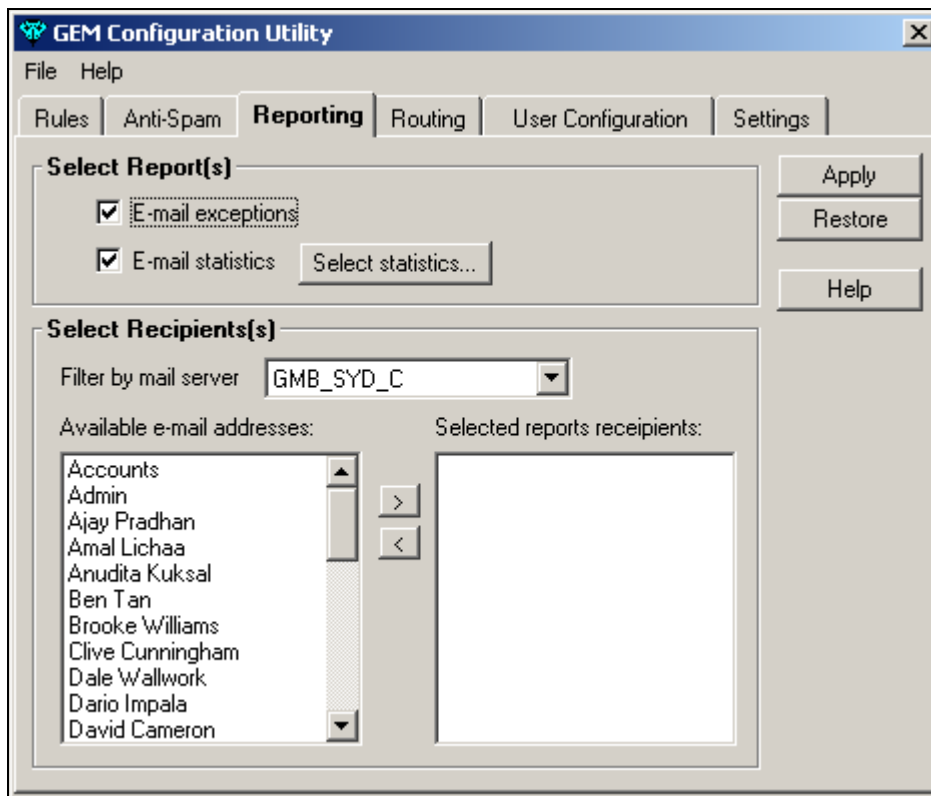 GEM Configuration Utility
File Help
Rules Anti-Spam Reporting Routing User Configuration Settings
Select Report(s)
E-mail exceptions
E-mail statistics Select statistics...
Apply
Restore
Help
Select Recipients(s)
Filter by mail server GMB_SYD_C
Available e-mail addresses: Selected reports receipients:
Accounts
Admin
Ajay Pradhan
Amal Lichaa
Anudita Kuksal
Ben Tan
Brooke Williams
Clive Cunningham
Dale Wallwork
Dario Impala
David Cameron
>
<